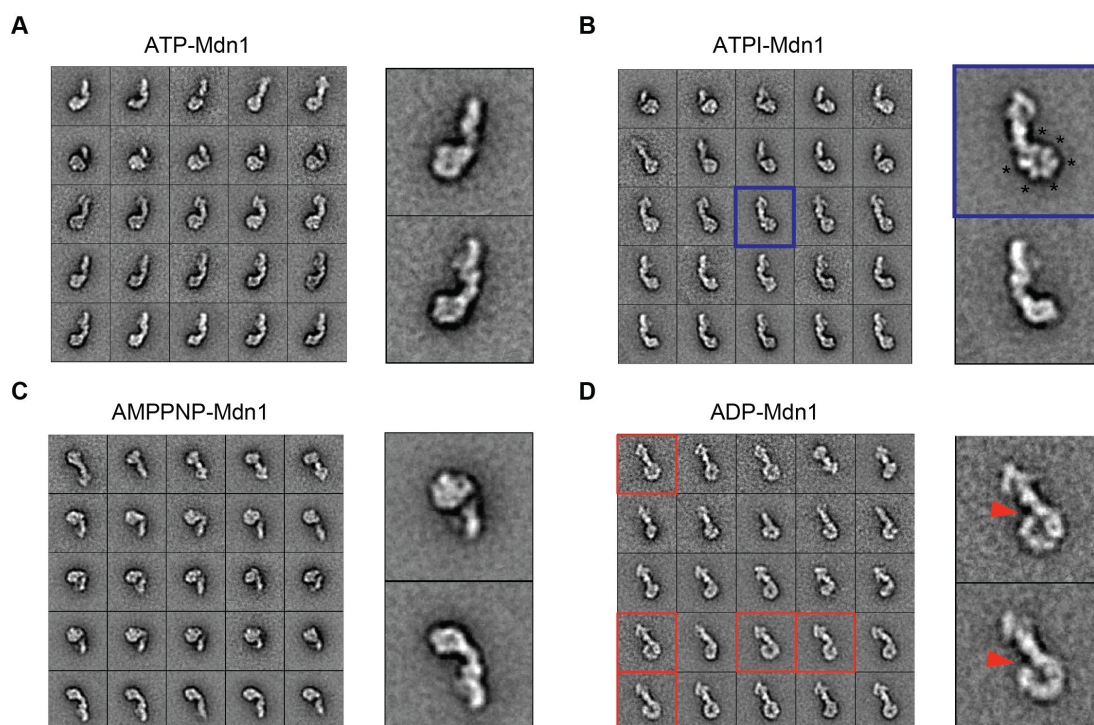 A
ATP-Mdn1
B
ATPI-Mdn1
* * * * * *
C
AMPPNP-Mdn1
D
ADP-Mdn1